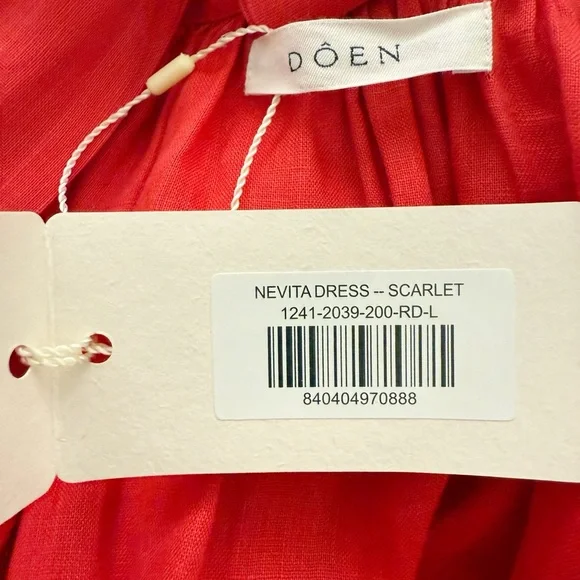 DÔEN
NEVITA DRESS -- SCARLET
1241-2039-200-RD-L
840404970888